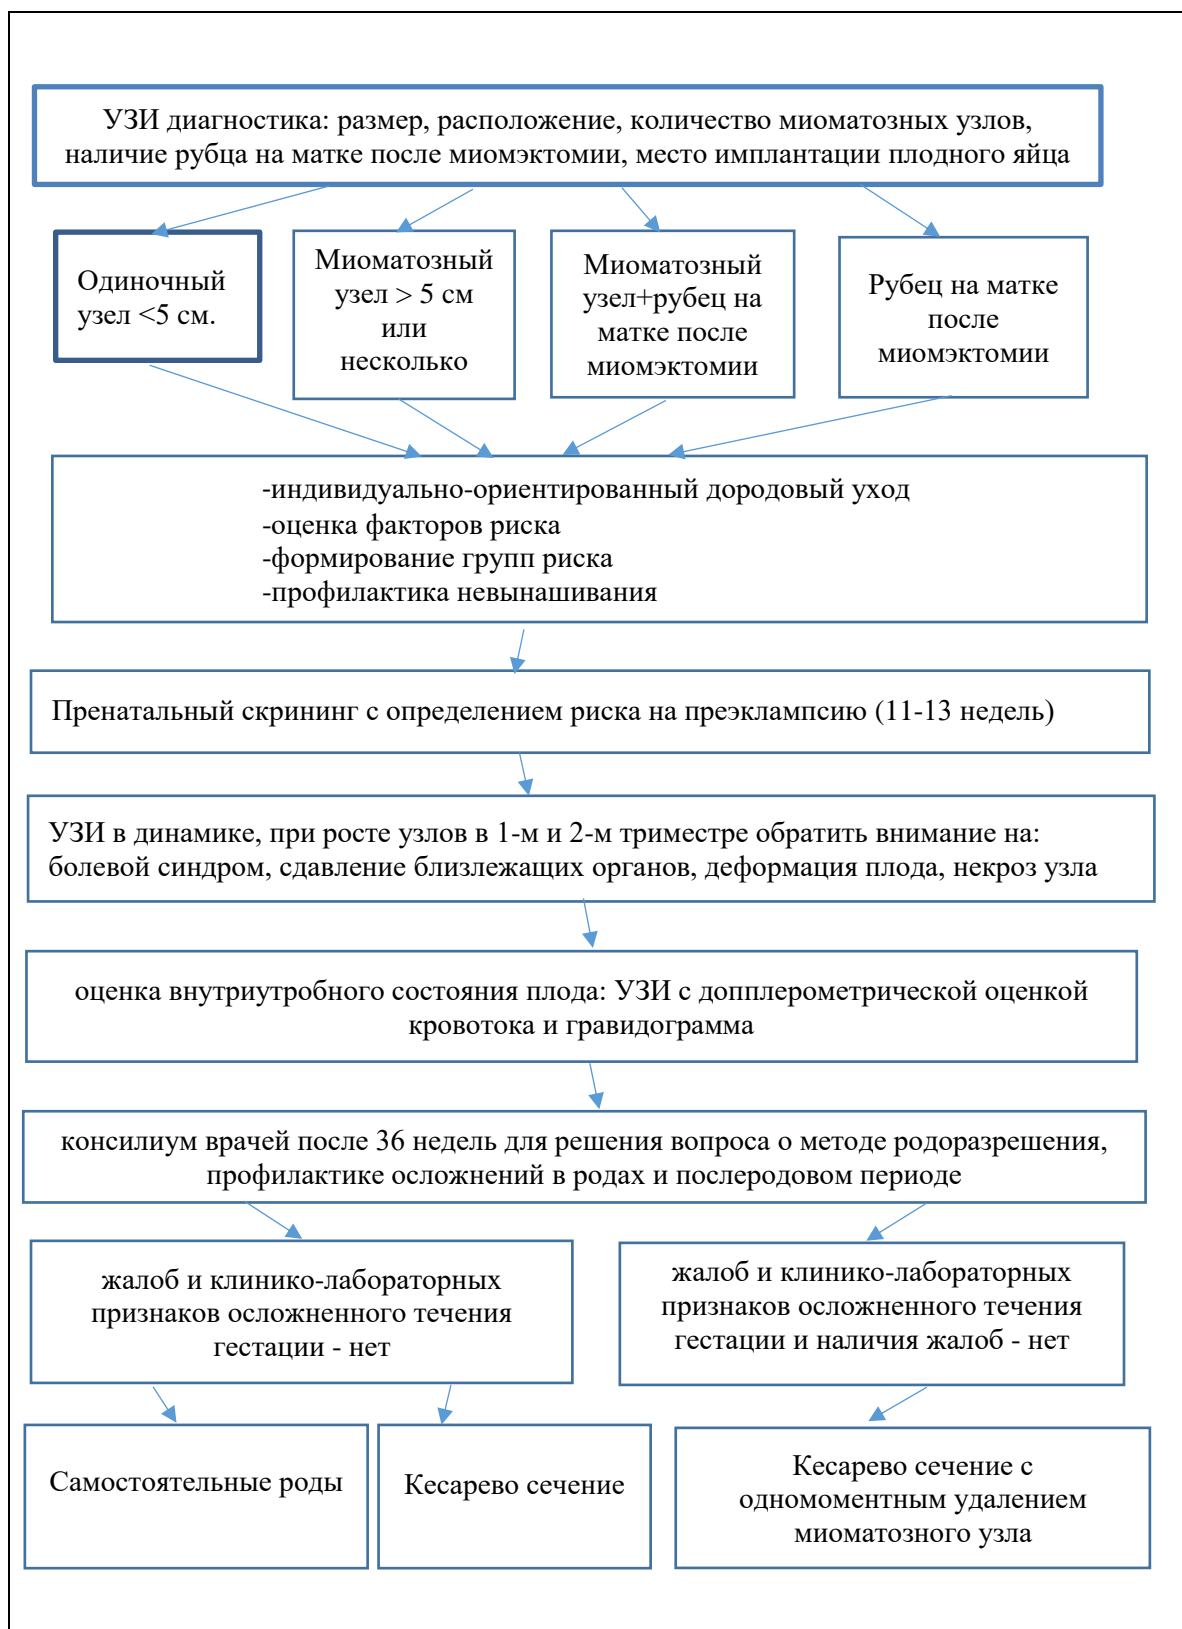 УЗИ диагностика: размер, расположение, количество миоматозных узлов,
наличие рубца на матке после миомэктомии, место имплантации плодного яйца
Одиночный
узел <5 см.
Миоматозный
узел > 5 см
или
несколько
Миоматозный
узел+рубец на
матке после
миомэктомии
Рубец на матке
после
миомэктомии
-индивидуально-ориентированный дородовый уход
-оценка факторов риска
-формирование групп риска
-профилактика невынашивания
Пренатальный скрининг с определением риска на преэклампсию (11-13 недель)
УЗИ в динамике, при росте узлов в 1-м и 2-м триместре обратить внимание на:
болевой синдром, сдавление близлежащих органов, деформация плода, некроз узла
оценка внутриутробного состояния плода: УЗИ с допплерометрической оценкой
кровотока и гравидограмма
консилиум врачей после 36 недель для решения вопроса о методе родоразрешения,
профилактике осложнений в родах и послеродовом периоде
жалоб и клинико-лабораторных
признаков осложненного течения
гестации - нет
жалоб и клинико-лабораторных
признаков осложненного течения
гестации и наличия жалоб - нет
Самостоятельные роды
Кесарево сечение
Кесарево сечение с
одномоментным удалением
миоматозного узла